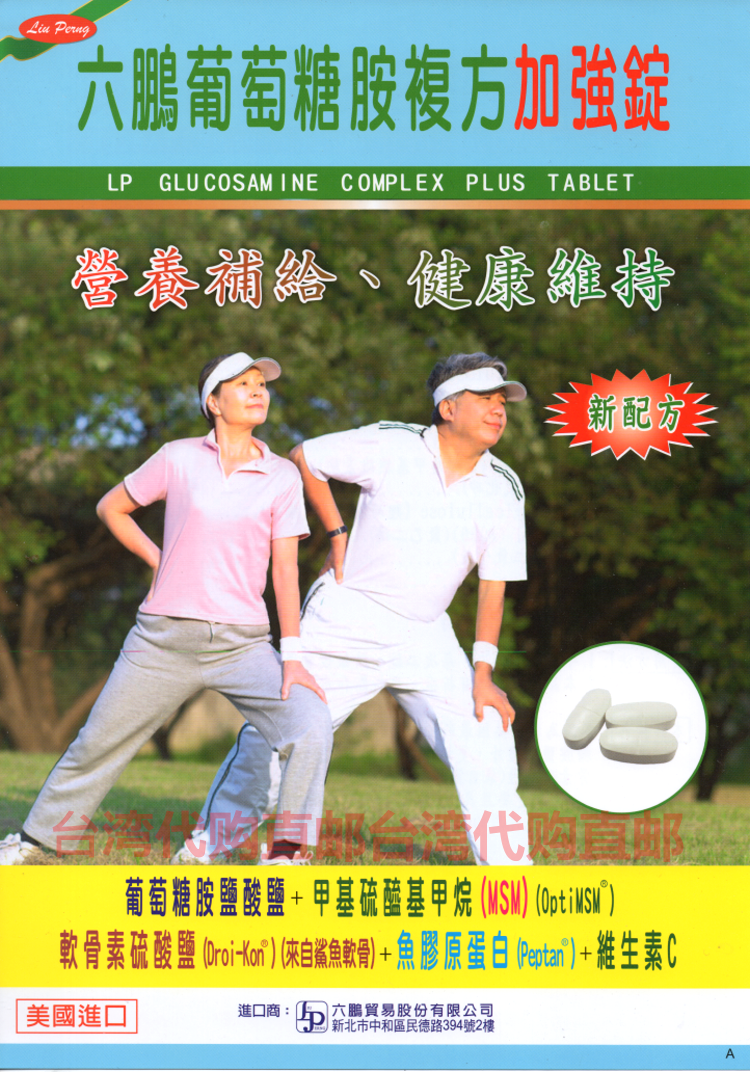 Liu Perng
六鵬葡萄糖胺複方加強錠
LP GLUCOSAMINE COMPLEX PLUS TABLET
營養補給、健康維持
新配方
台湾代购直邮台湾代购直邮
葡萄糖胺鹽酸鹽+甲基硫醯基甲烷(MSM)(OptiMSM®)
軟骨素硫酸鹽(Droi-Kon®)(來自鯊魚軟骨)+魚膠原蛋白(Peptan®)+維生素C
美國進口
進口商：LP 六鵬貿易股份有限公司
新北市中和區民德路394號2樓
A